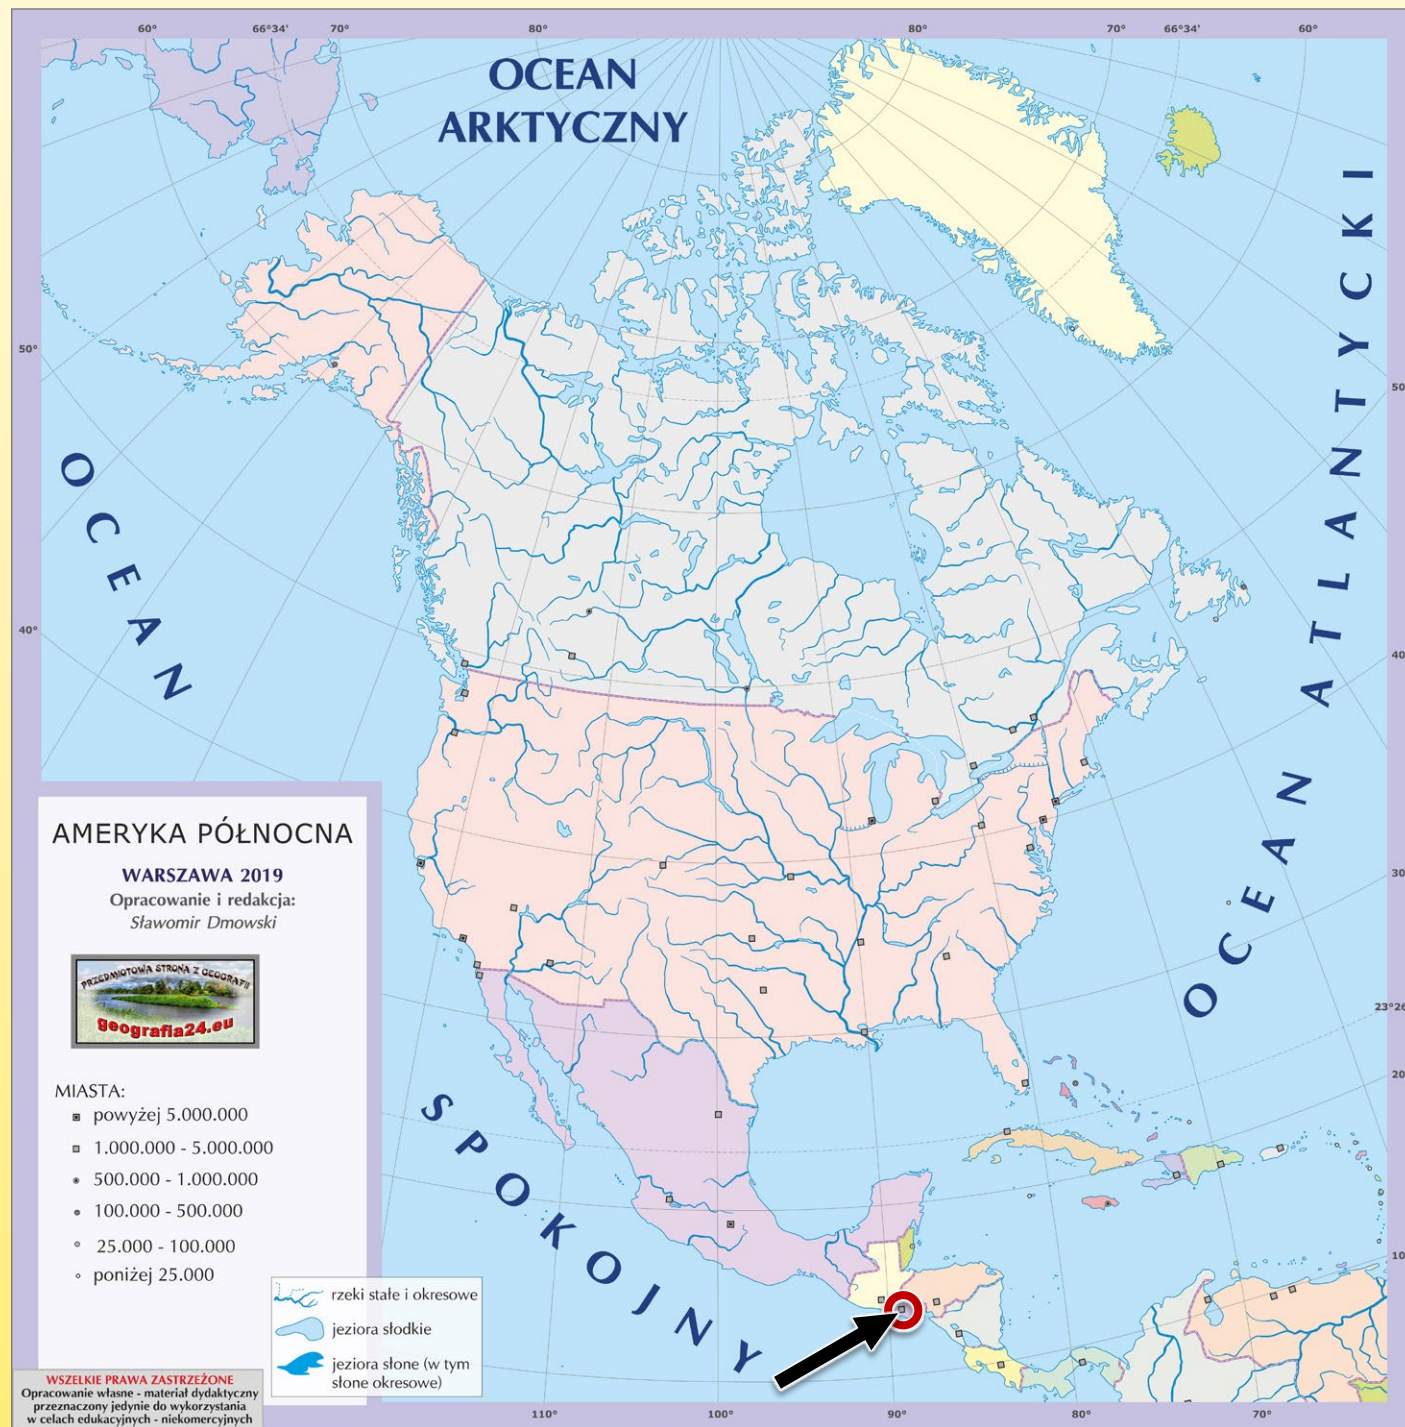 60°
66°34'
70°
80°
80°
70°
66°34'
60°
OCEAN
ARKTYCZNY
50°
40°
50
40
30
23°26
20
10
OCEAN
SPOKOJNY
OCEAN ATLANTYCKI
AMERYKA PÓŁNOCNA
WARSZAWA 2019
Opracowanie i redakcja:
Sławomir Dmowski
PRZEDMIOTOWA STRONA Z GEOGRAFII
geografia24.eu
MIASTA:
powyżej 5.000.000
1.000.000 - 5.000.000
500.000 - 1.000.000
100.000 - 500.000
25.000 - 100.000
poniżej 25.000
rzeki stałe i okresowe
jeziora słodkie
jeziora słone (w tym
słone okresowe)
WSZELKIE PRAWA ZASTRZEŻONE
Opracowanie własne - materiał dydaktyczny
przeznaczony jedynie do wykorzystania
w celach edukacyjnych - niekomercyjnych
110°
100°
90°
80°
70°